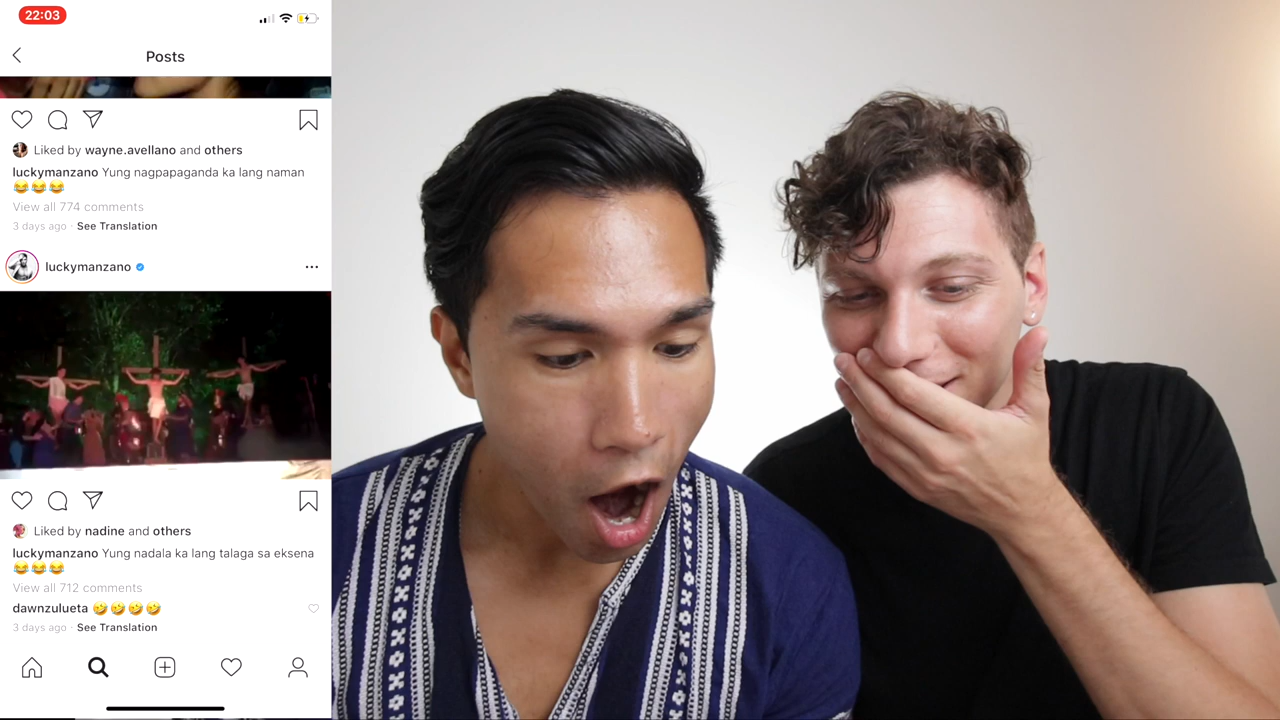 22:03
Posts
Liked by wayne.avellano and others
luckymanzano Yung nagpapaganda ka lang naman
😂😂😂
View all 774 comments
3 days ago · See Translation
luckymanzano
Liked by nadine and others
luckymanzano Yung nadala ka lang talaga sa eksena
😂😂😂
View all 712 comments
dawnzulueta 🤣🤣🤣🤣
3 days ago · See Translation